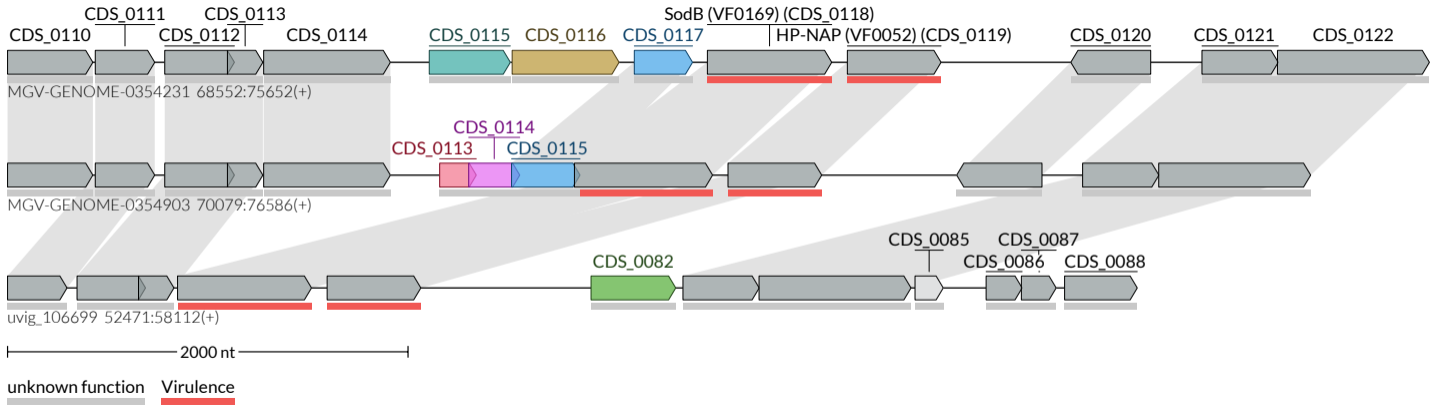 CDS_0111 CDS_0113 SodB (VF0169) (CDS_0118)
CDS_0110 CDS_0112 CDS_0114 CDS_0115 CDS_0116 CDS_0117 HP-NAP (VF0052) (CDS_0119) CDS_0120 CDS_0121 CDS_0122
MGV-GENOME-0354231 68552:75652(+)
CDS_0114
CDS_0113 CDS_0115
MGV-GENOME-0354903 70079:76586(+)
CDS_0085 CDS_0087
CDS_0082 CDS_0086 CDS_0088
uvig_106699 52471:58112(+)
2000 nt
unknown function Virulence